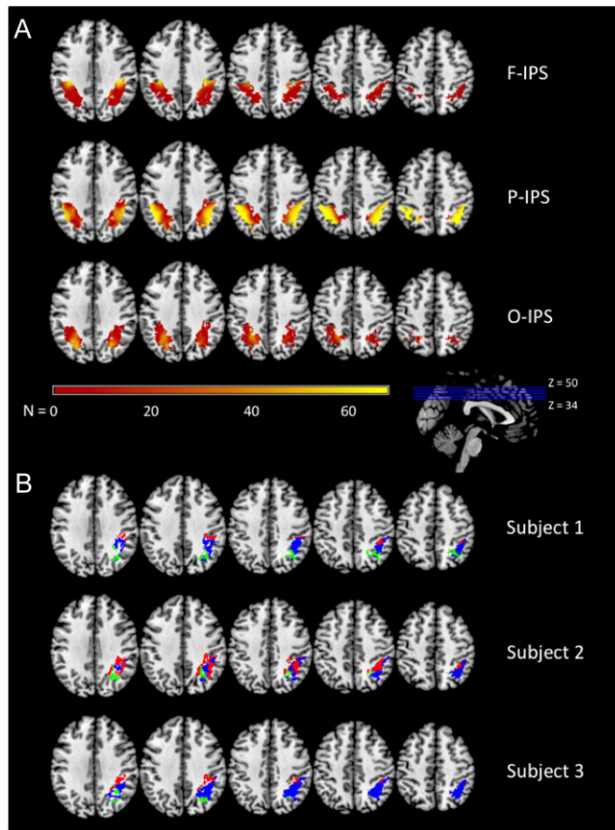 A
F-IPS
P-IPS
O-IPS
N = 0 20 40 60
Z = 50
Z = 34
B
Subject 1
Subject 2
Subject 3